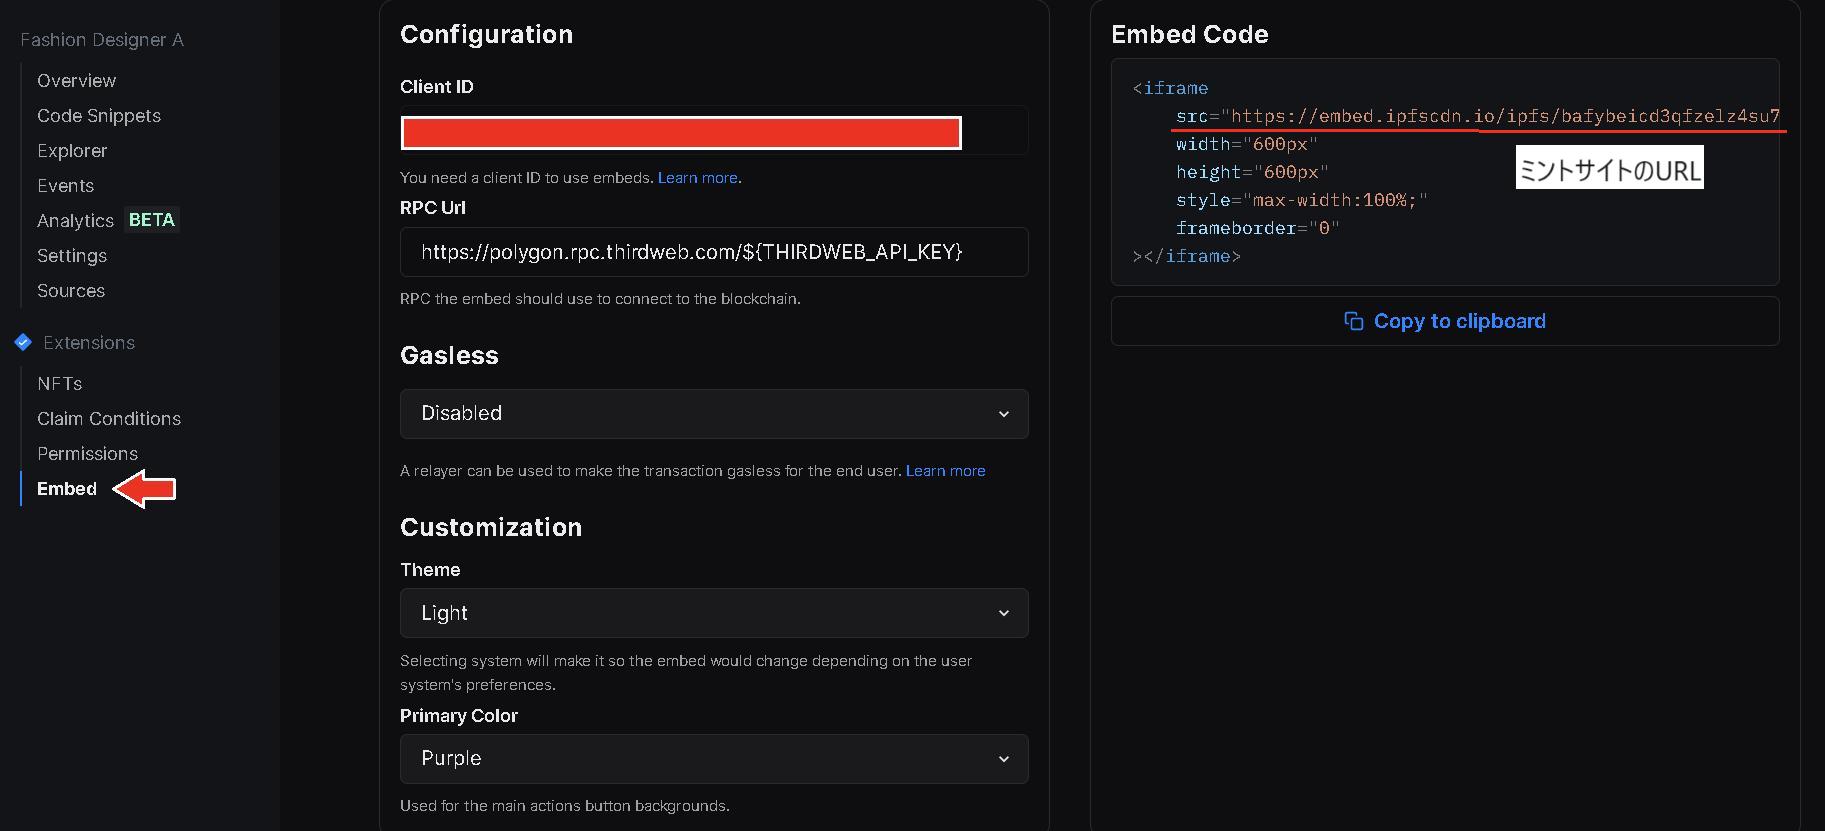 Fashion Designer A
Overview
Code Snippets
Explorer
Events
Analytics BETA
Settings
Sources
Extensions
NFTs
Claim Conditions
Permissions
Embed
Configuration
Client ID
You need a client ID to use embeds. Learn more.
RPC Url
https://polygon.rpc.thirdweb.com/${THIRDWEB_API_KEY}
RPC the embed should use to connect to the blockchain.
Gasless
Disabled
A relayer can be used to make the transaction gasless for the end user. Learn more
Customization
Theme
Light
Selecting system will make it so the embed would change depending on the user
system's preferences.
Primary Color
Purple
Used for the main actions button backgrounds.
Embed Code
<iframe
src="https://embed.ipfscdn.io/ipfs/bafybeicd3qfzelz4su7
width="600px"
height="600px"
style="max-width:100%;"
frameborder="0"
></iframe>
ミントサイトのURL
Copy to clipboard